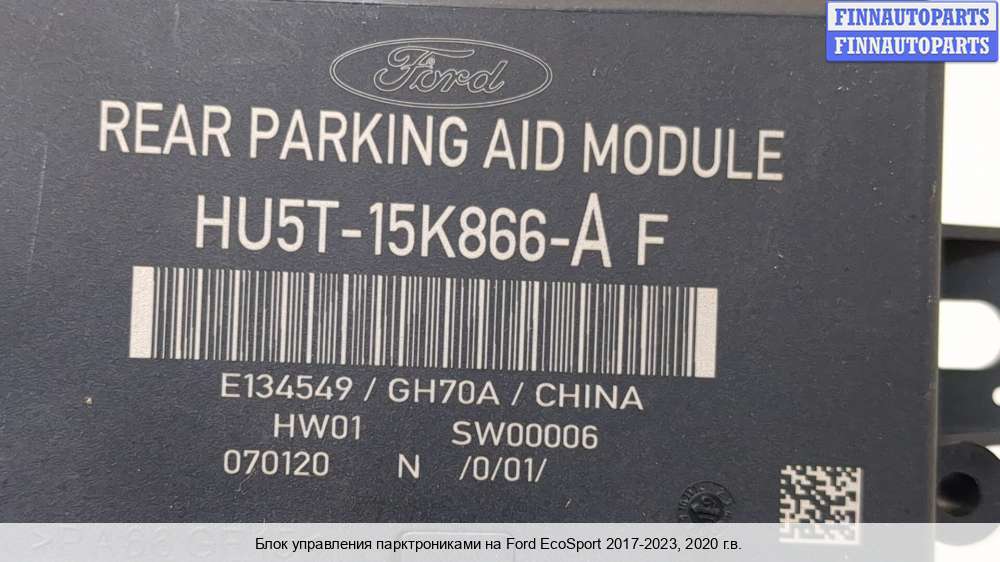 FINNAUTOPARTS
FINNAUTOPARTS
Ford
REAR PARKING AID MODULE
HU5T-15K866-A F
E134549 / GH70A / CHINA
HW01 SW00006
070120 N /0/01/
Блок управления парктрониками на Ford EcoSport 2017-2023, 2020 г.в.